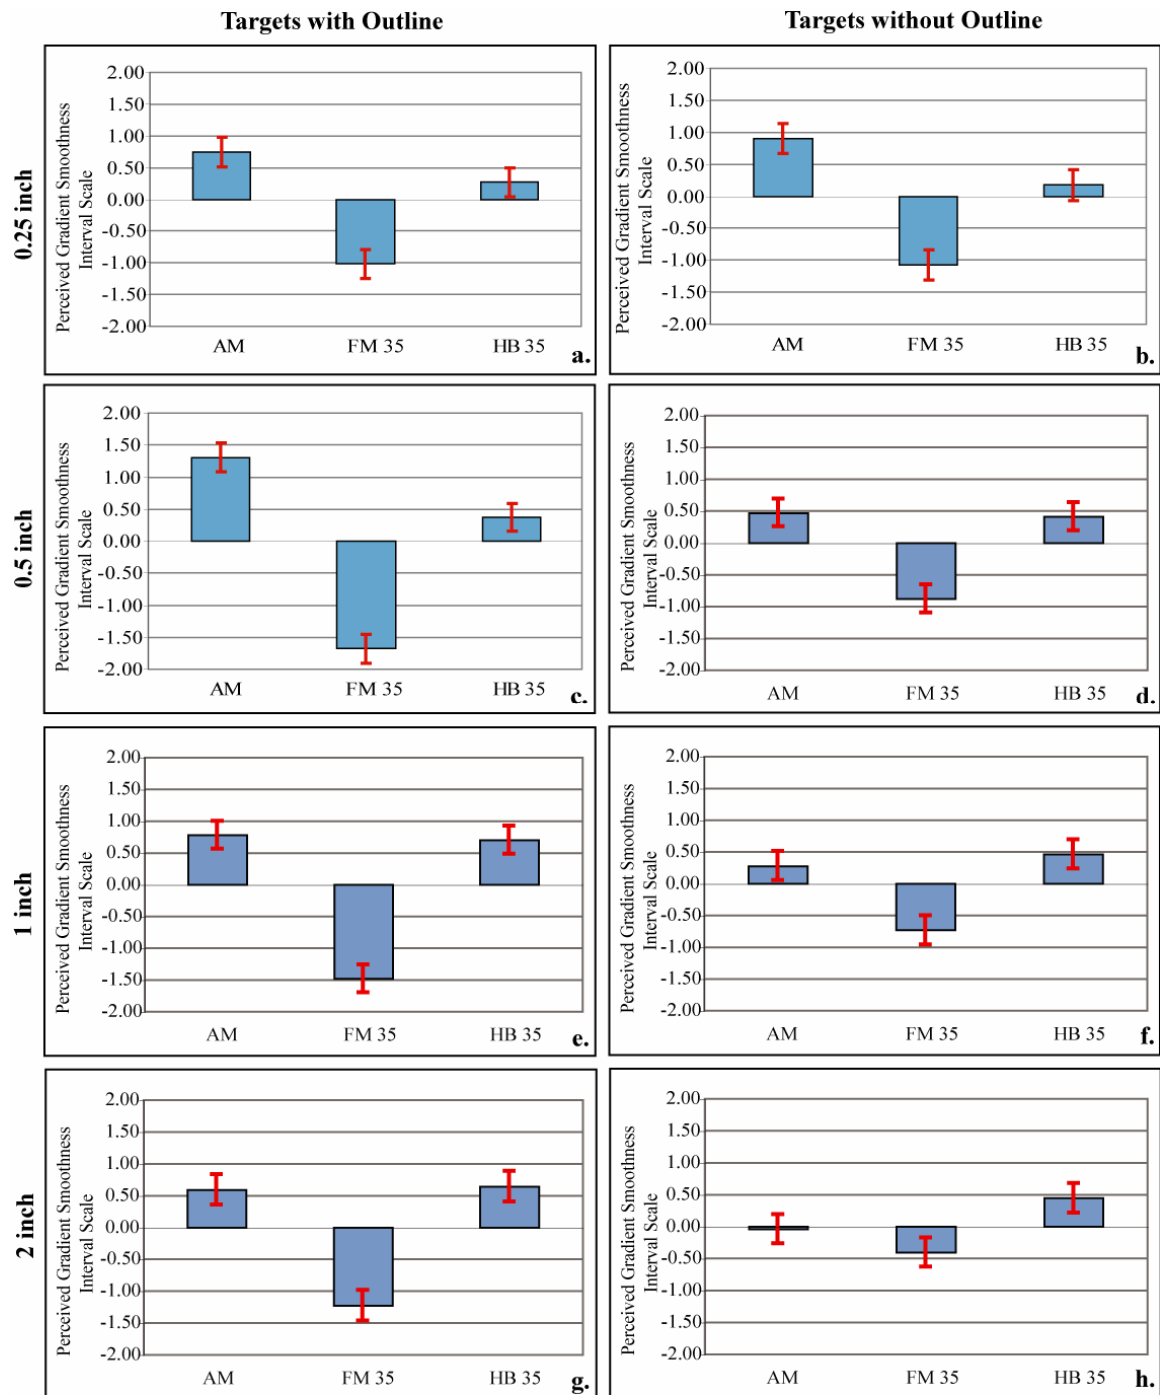 Targets with Outline
Targets without Outline
0.25 inch
Perceived Gradient Smoothness
Interval Scale
2.00
1.50
1.00
0.50
0.00
-0.50
-1.00
-1.50
-2.00
AM FM 35 HB 35
a.
Perceived Gradient Smoothness
Interval Scale
2.00
1.50
1.00
0.50
0.00
-0.50
-1.00
-1.50
-2.00
AM FM 35 HB 35
b.
0.5 inch
Perceived Gradient Smoothness
Interval Scale
2.00
1.50
1.00
0.50
0.00
-0.50
-1.00
-1.50
-2.00
AM FM 35 HB 35
c.
Perceived Gradient Smoothness
Interval Scale
2.00
1.50
1.00
0.50
0.00
-0.50
-1.00
-1.50
-2.00
AM FM 35 HB 35
d.
1 inch
Perceived Gradient Smoothness
Interval Scale
2.00
1.50
1.00
0.50
0.00
-0.50
-1.00
-1.50
-2.00
AM FM 35 HB 35
e.
Perceived Gradient Smoothness
Interval Scale
2.00
1.50
1.00
0.50
0.00
-0.50
-1.00
-1.50
-2.00
AM FM 35 HB 35
f.
2 inch
Perceived Gradient Smoothness
Interval Scale
2.00
1.50
1.00
0.50
0.00
-0.50
-1.00
-1.50
-2.00
AM FM 35 HB 35
g.
Perceived Gradient Smoothness
Interval Scale
2.00
1.50
1.00
0.50
0.00
-0.50
-1.00
-1.50
-2.00
AM FM 35 HB 35
h.